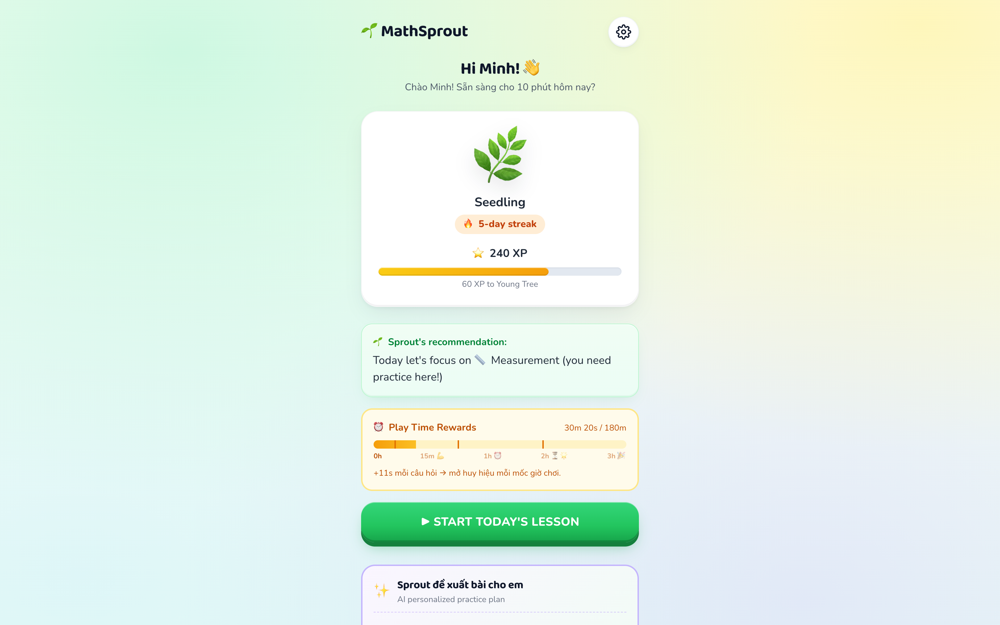 MathSprout
Hi Minh!
Chào Minh! Sẵn sàng cho 10 phút hôm nay?
Seedling
5-day streak
240 XP
60 XP to Young Tree
Sprout's recommendation:
Today let's focus on Measurement (you need
practice here!)
Play Time Rewards 30m 20s / 180m
0h 15m 1h 2h 3h
+11s mỗi câu hỏi → mở huy hiệu mỗi mốc giờ chơi.
START TODAY'S LESSON
Sprout đề xuất bài cho em
AI personalized practice plan